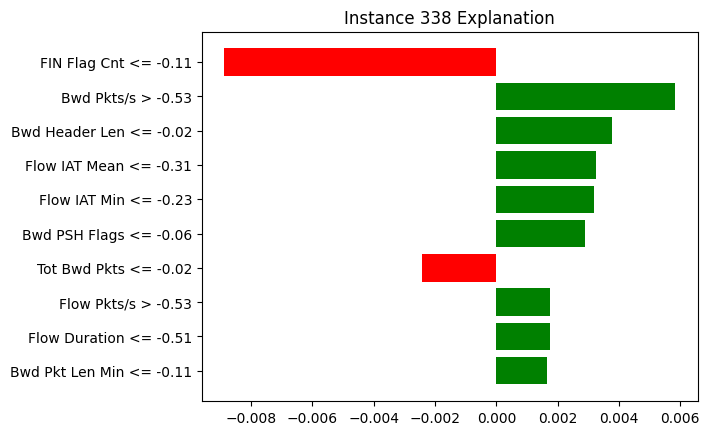 Instance 338 Explanation
FIN Flag Cnt <= -0.11
Bwd Pkts/s > -0.53
Bwd Header Len <= -0.02
Flow IAT Mean <= -0.31
Flow IAT Min <= -0.23
Bwd PSH Flags <= -0.06
Tot Bwd Pkts <= -0.02
Flow Pkts/s > -0.53
Flow Duration <= -0.51
Bwd Pkt Len Min <= -0.11
−0.008 −0.006 −0.004 −0.002 0.000 0.002 0.004 0.006